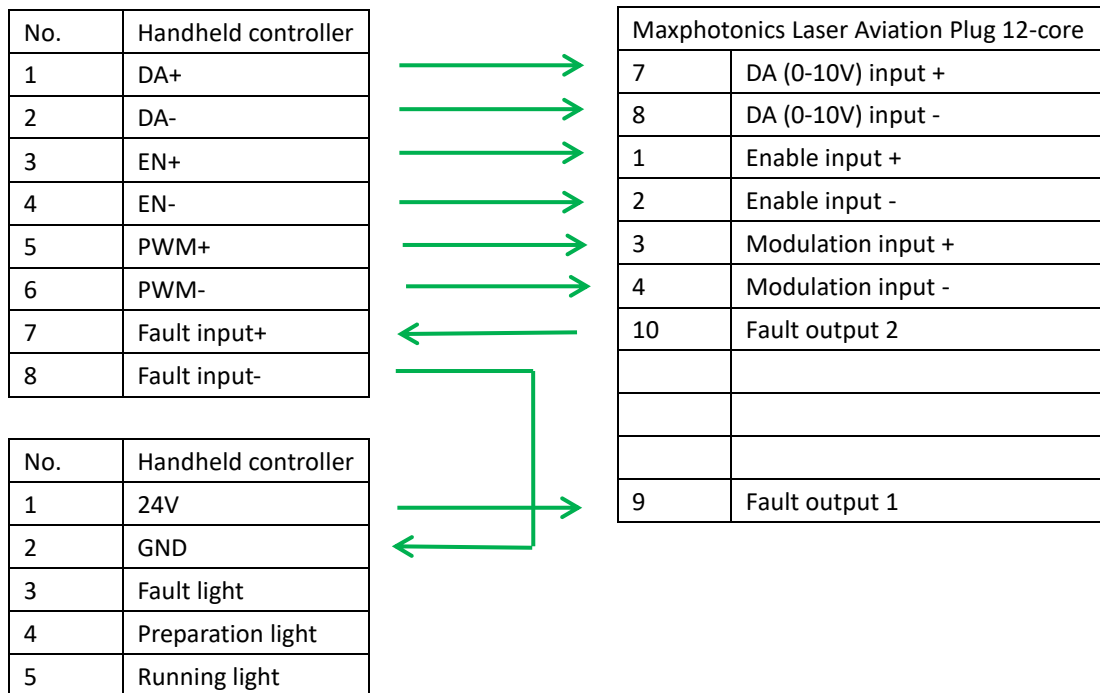 No. Handheld controller
1 DA+
2 DA-
3 EN+
4 EN-
5 PWM+
6 PWM-
7 Fault input+
8 Fault input-
Maxphotonics Laser Aviation Plug 12-core
7 DA (0-10V) input +
8 DA (0-10V) input -
1 Enable input +
2 Enable input -
3 Modulation input +
4 Modulation input -
10 Fault output 2
9 Fault output 1
No. Handheld controller
1 24V
2 GND
3 Fault light
4 Preparation light
5 Running light